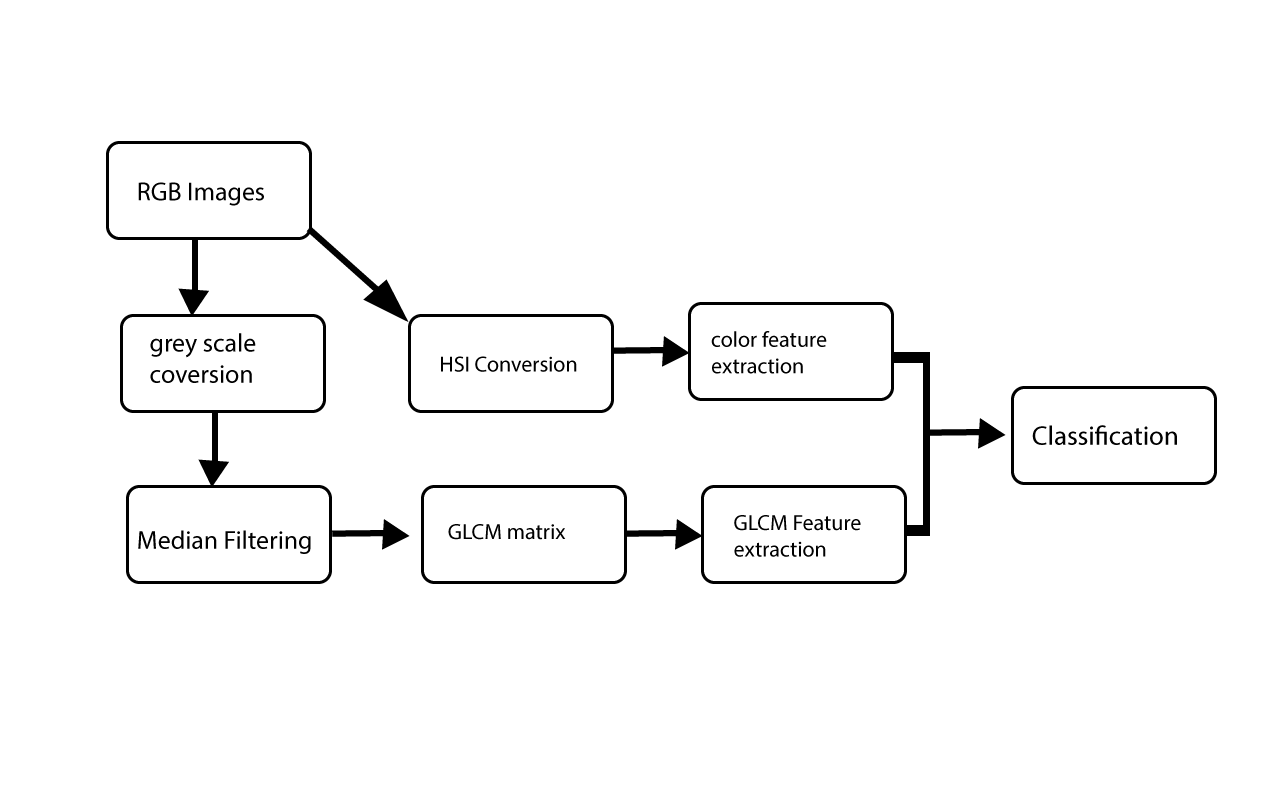 RGB Images
grey scale
coversion
HSI Conversion
color feature
extraction
Classification
Median Filtering
GLCM matrix
GLCM Feature
extraction